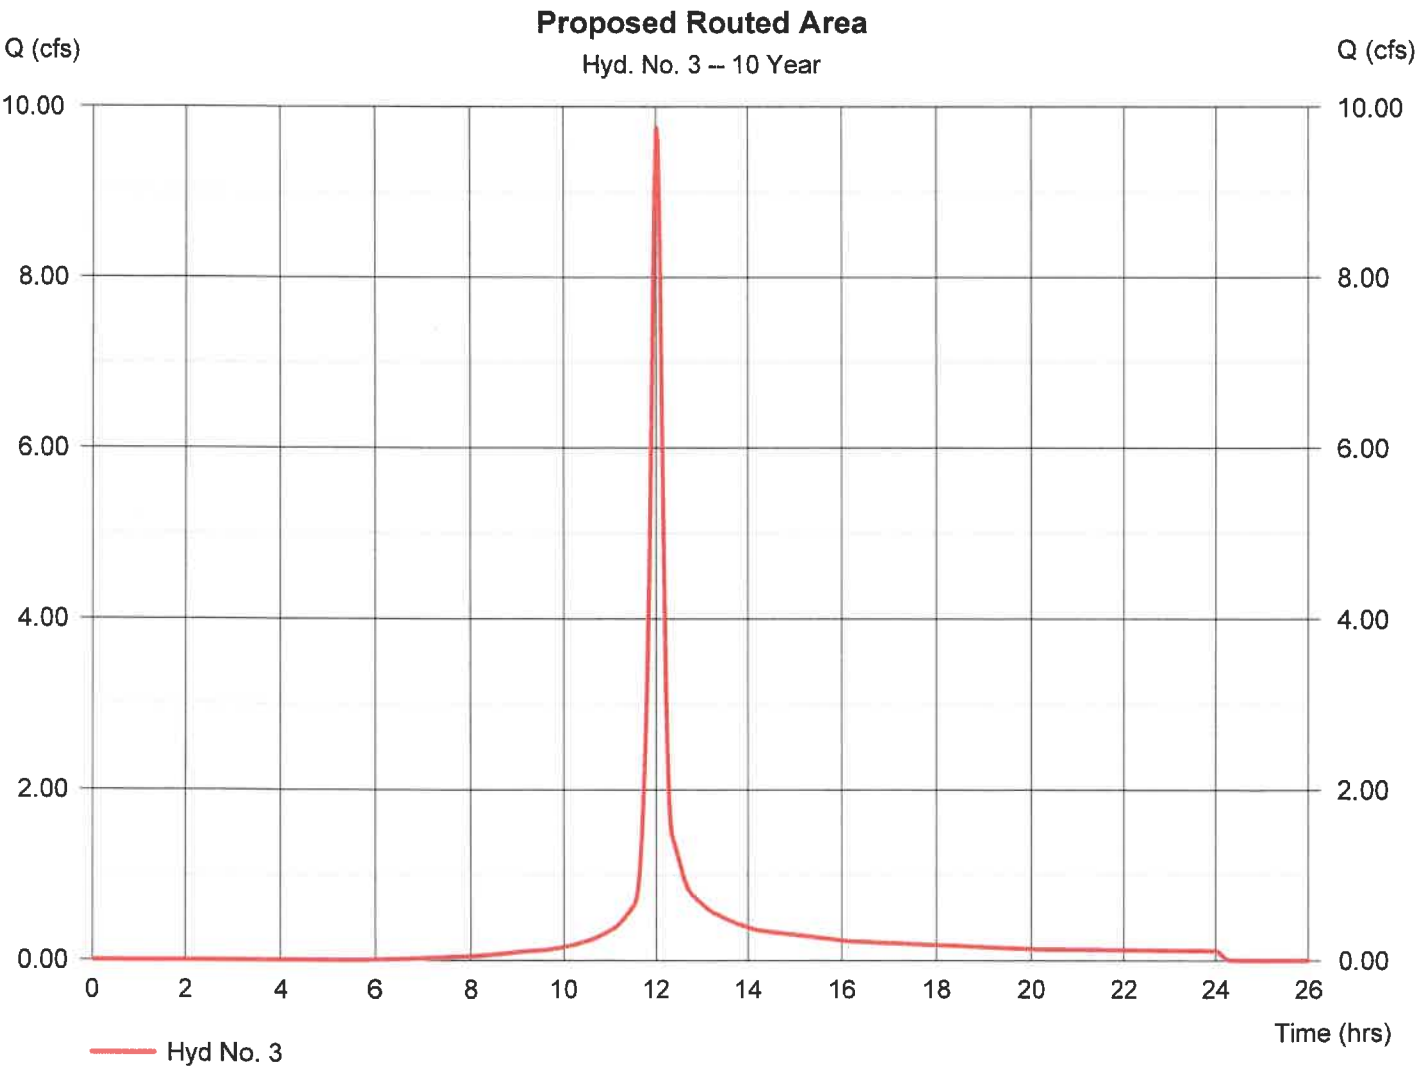 Proposed Routed Area
Q (cfs)
Hyd. No. 3 -- 10 Year
Q (cfs)
10.00
10.00
8.00
8.00
6.00
6.00
4.00
4.00
2.00
2.00
0.00
0.00
0 2 4 6 8 10 12 14 16 18 20 22 24 26
Time (hrs)
Hyd No. 3